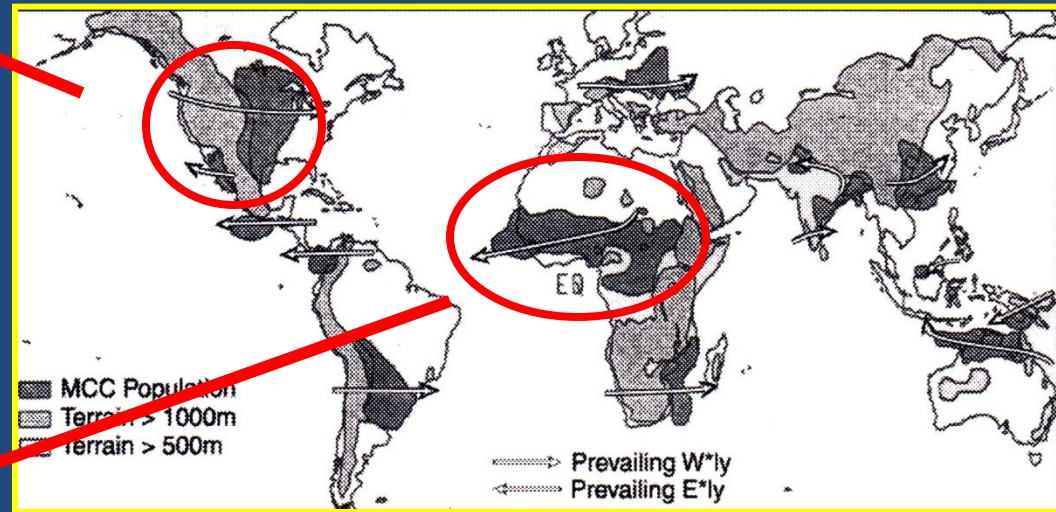 EQ
MCC Population
Terrain > 1000m
Terrain > 500m
Prevailing W*ly
Prevailing E*ly